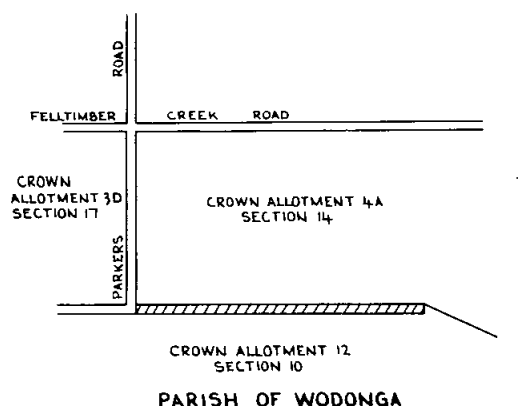 ROAD
FELLTIMBER CREEK ROAD
CROWN
ALLOTMENT 3D
SECTION 17
CROWN ALLOTMENT 4A
SECTION 14
PARKERS
CROWN ALLOTMENT 12
SECTION 10
PARISH OF WODONGA